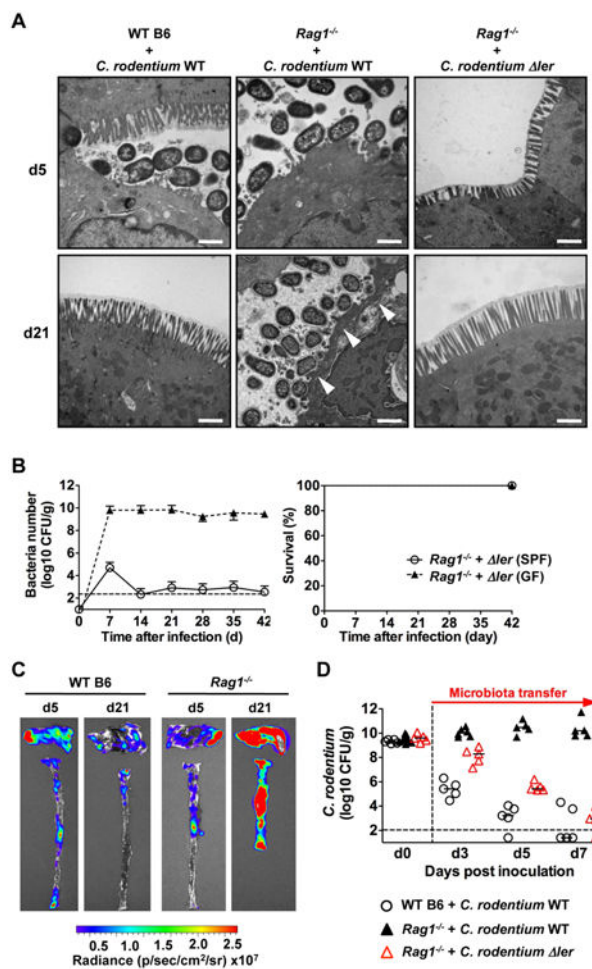 A
WT B6
+
C. rodentium WT
Rag1-/-
+
C. rodentium WT
Rag1-/-
+
C. rodentium Δler
d5
d21
B
Bacteria number
(log10 CFU/g)
12
10
8
6
4
2
0
0 7 14 21 28 35 42
Time after infection (d)
Survival (%)
100
80
60
40
20
0
0 7 14 21 28 35 42
Time after infection (day)
Rag1-/- + Δler (SPF)
Rag1-/- + Δler (GF)
C
WT B6
Rag1-/-
d5 d21 d5 d21
0.5 1.0 1.5 2.0 2.5
Radiance (p/sec/cm²/sr) x10⁷
D
Microbiota transfer
C. rodentium
(log10 CFU/g)
12
10
8
6
4
2
d0 d3 d5 d7
Days post inoculation
WT B6 + C. rodentium WT
Rag1-/- + C. rodentium WT
Rag1-/- + C. rodentium Δler